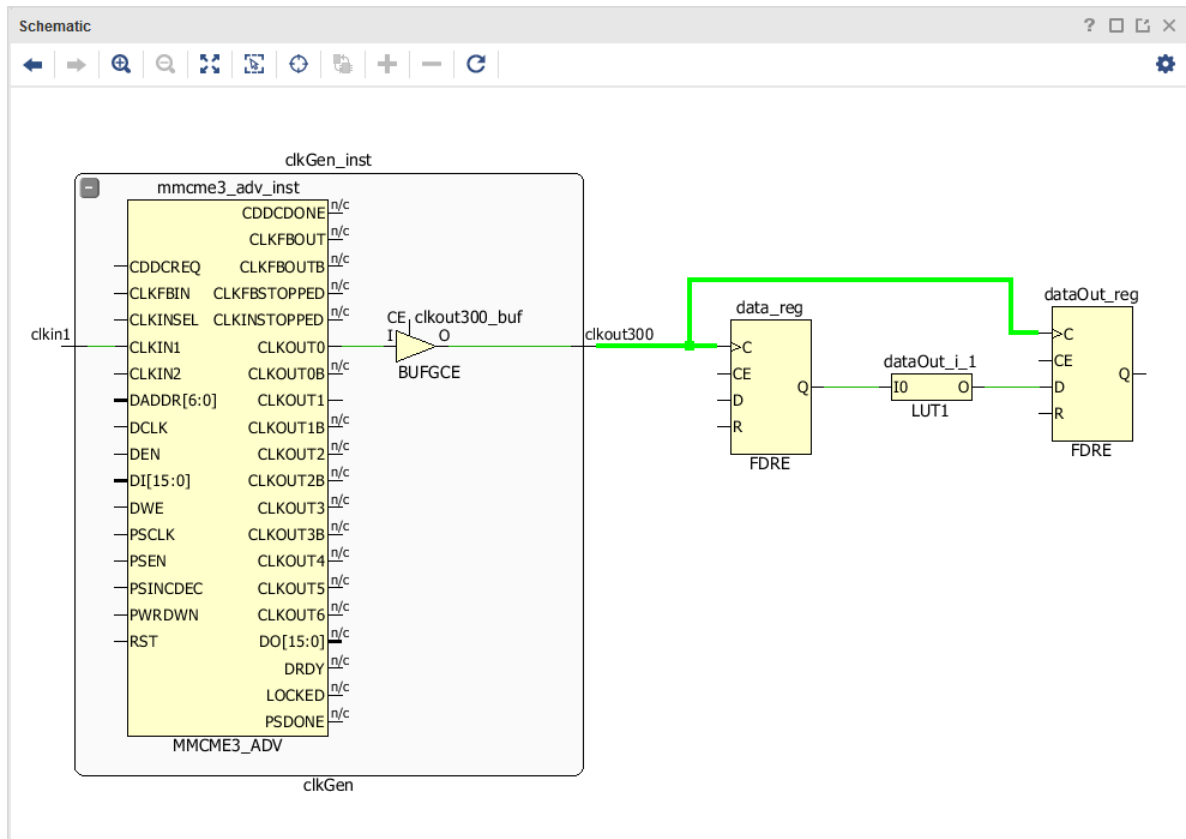 Schematic
clkGen_inst
mmcme3_adv_inst
CDDCDONE n/c
CLKFBOUT n/c
CDDCREQ CLKFBOUTB n/c
CLKFBIN CLKFBSTOPPED n/c
CLKINSEL CLKINSTOPPED n/c
clkin1 CLKIN1 CLKOUT0
CLKIN2 CLKOUT0B n/c
DADDR[6:0] CLKOUT1
DCLK CLKOUT1B n/c
DEN CLKOUT2 n/c
DI[15:0] CLKOUT2B n/c
DWE CLKOUT3 n/c
PSCLK CLKOUT3B n/c
PSEN CLKOUT4 n/c
PSINCDEC CLKOUT5 n/c
PWRDWN CLKOUT6 n/c
RST DO[15:0] n/c
DRDY n/c
LOCKED n/c
PSDONE n/c
MMCME3_ADV
CE clkout300_buf
I O
BUFGCE
clkout300
clkGen
data_reg
C
CE
D Q
R
FDRE
dataOut_i_1
I0 O
LUT1
dataOut_reg
C
CE
D Q
R
FDRE